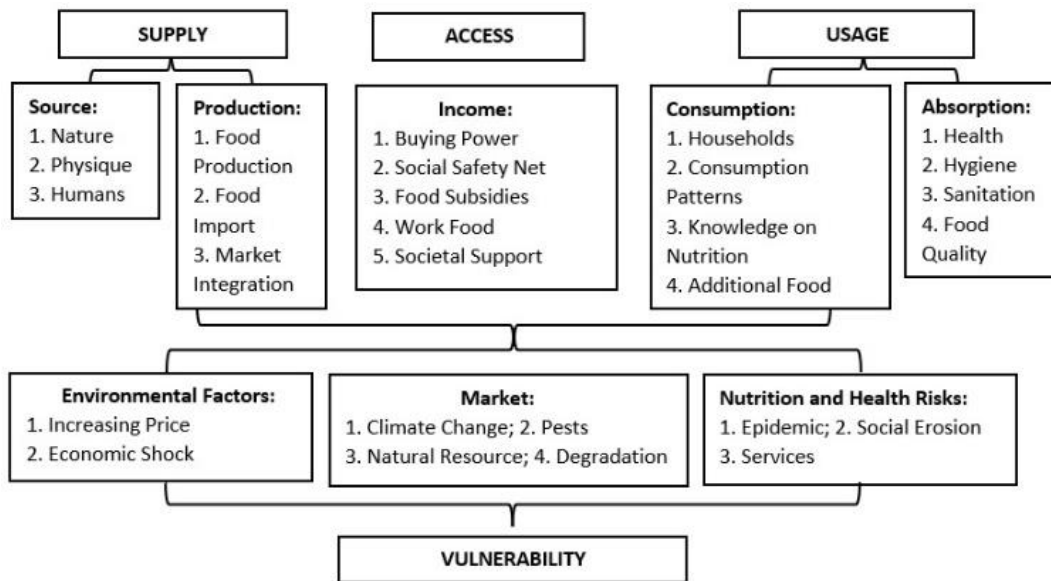 SUPPLY
ACCESS
USAGE
Source:
1. Nature
2. Physique
3. Humans
Production:
1. Food
Production
2. Food
Import
3. Market
Integration
Income:
1. Buying Power
2. Social Safety Net
3. Food Subsidies
4. Work Food
5. Societal Support
Consumption:
1. Households
2. Consumption
Patterns
3. Knowledge on
Nutrition
4. Additional Food
Absorption:
1. Health
2. Hygiene
3. Sanitation
4. Food
Quality
Environmental Factors:
1. Increasing Price
2. Economic Shock
Market:
1. Climate Change; 2. Pests
3. Natural Resource; 4. Degradation
Nutrition and Health Risks:
1. Epidemic; 2. Social Erosion
3. Services
VULNERABILITY